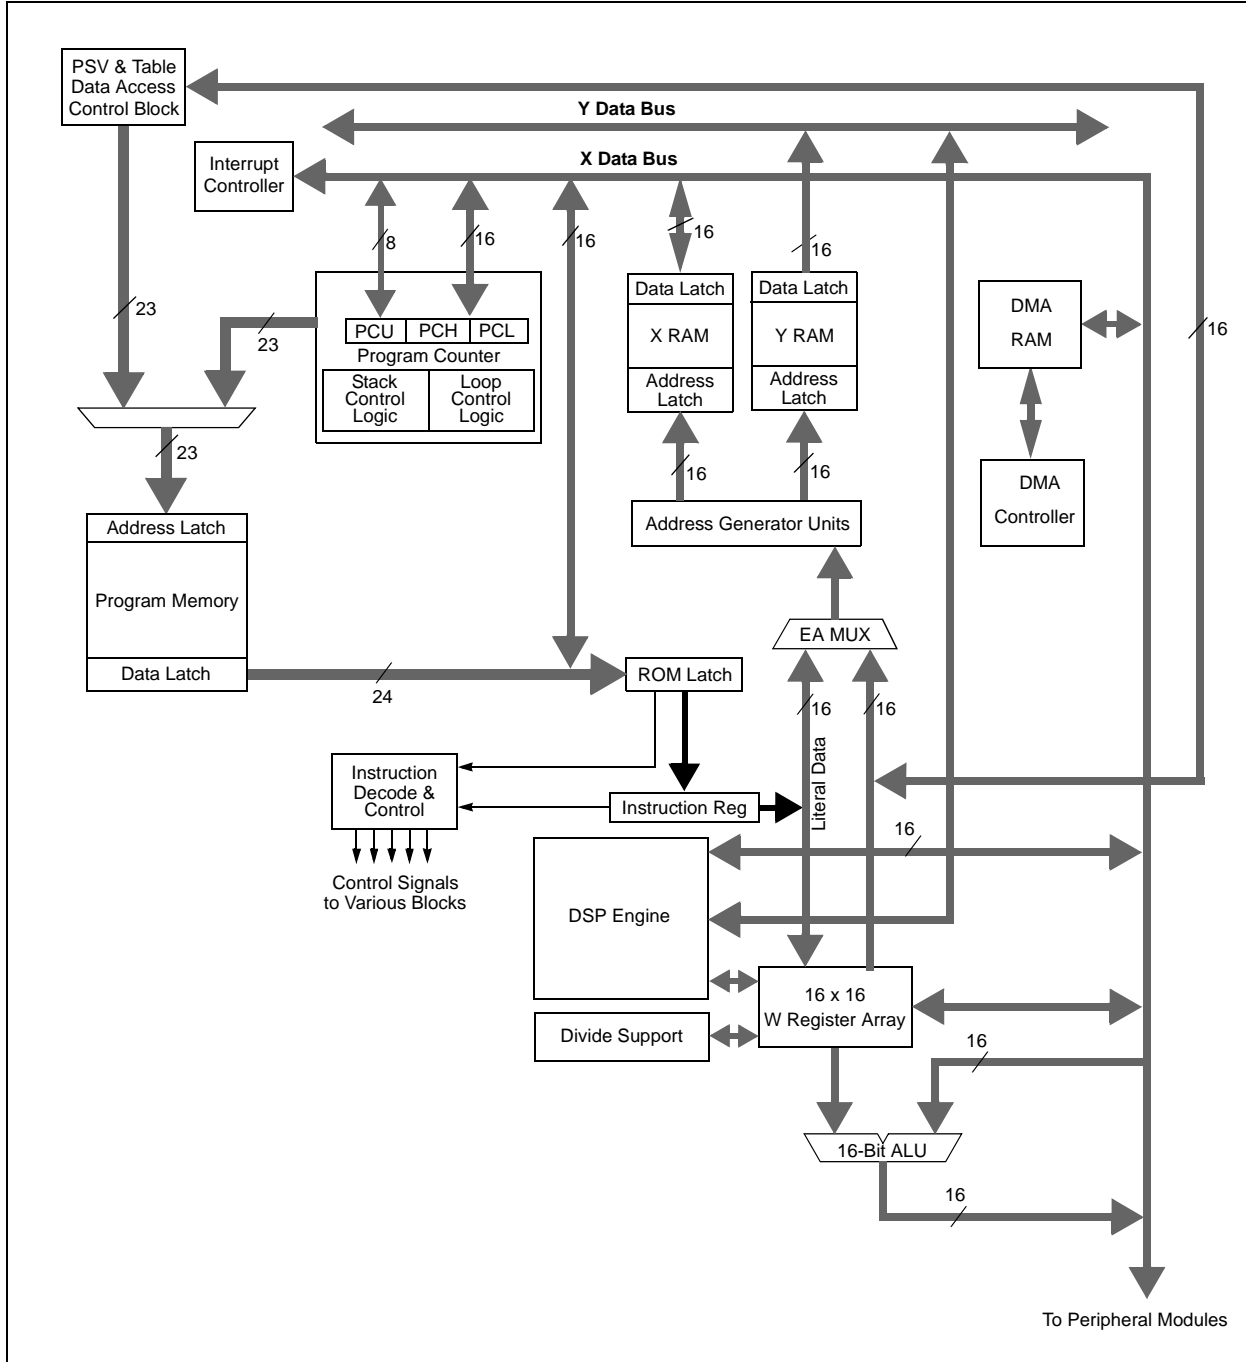 PSV & Table
Data Access
Control Block
Y Data Bus
X Data Bus
Interrupt
Controller
8
16
16
16
16
23
23
16
PCU
PCH
PCL
Program Counter
Stack
Control
Logic
Loop
Control
Logic
Data Latch
X RAM
Address
Latch
Data Latch
Y RAM
Address
Latch
DMA
RAM
23
16
16
DMA
Controller
Address Generator Units
Address Latch
Program Memory
Data Latch
24
EA MUX
ROM Latch
16
16
Literal Data
Instruction
Decode &
Control
Instruction Reg
Control Signals
to Various Blocks
16
DSP Engine
16 x 16
W Register Array
Divide Support
16
16-Bit ALU
16
To Peripheral Modules